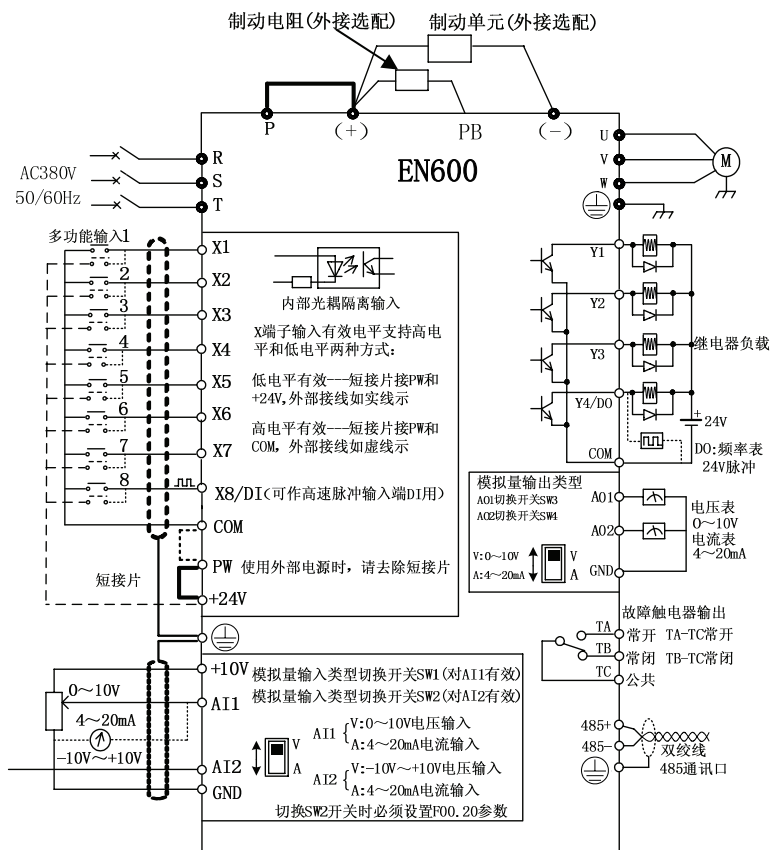 制动电阻(外接选配)
制动单元(外接选配)
P
(+)
PB
(-)
EN600
AC380V
50/60Hz
R
S
T
U
V
W
M
多功能输入1
2
3
4
5
6
7
8
X1
X2
X3
X4
X5
X6
X7
X8/DI(可作高速脉冲输入端DI用)
COM
PW 使用外部电源时，请去除短接片
+24V
短接片
内部光耦隔离输入
X端子输入有效电平支持高电
平和低电平两种方式:
低电平有效---短接片接PW和
+24V,外部接线如实线示
高电平有效---短接片接PW和
COM，外部接线如虚线示
Y1
Y2
Y3
Y4/DO
COM
继电器负载
+
24V
DO:频率表
24V脉冲
模拟量输出类型
AO1切换开关SW3
AO2切换开关SW4
V:0～10V
A:4～20mA
V
A
AO1
AO2
GND
电压表
0～10V
电流表
4～20mA
故障触电器输出
TA
常开 TA-TC常开
TB
常闭 TB-TC常闭
TC
公共
485+
485-
双绞线
485通讯口
+10V
模拟量输入类型切换开关SW1(对AI1有效)
模拟量输入类型切换开关SW2(对AI2有效)
0～10V
AI1
4～20mA
-10V～+10V
AI2
GND
V
A
AI1
V:0～10V电压输入
A:4～20mA电流输入
AI2
V:-10V～+10V电压输入
A:4～20mA电流输入
切换SW2开关时必须设置F00.20参数